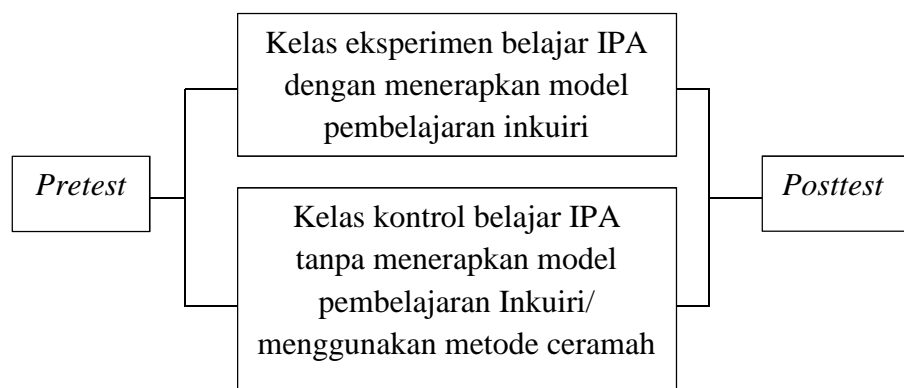 Kelas eksperimen belajar IPA
dengan menerapkan model
pembelajaran inkuiri
Pretest
Posttest
Kelas kontrol belajar IPA
tanpa menerapkan model
pembelajaran Inkuiri/
menggunakan metode ceramah